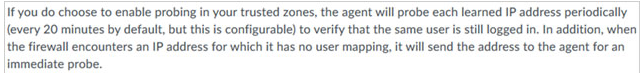 If you do choose to enable probing in your trusted zones, the agent will probe each learned IP address periodically
(every 20 minutes by default, but this is configurable) to verify that the same user is still logged in. In addition, when
the firewall encounters an IP address for which it has no user mapping, it will send the address to the agent for an
immediate probe.